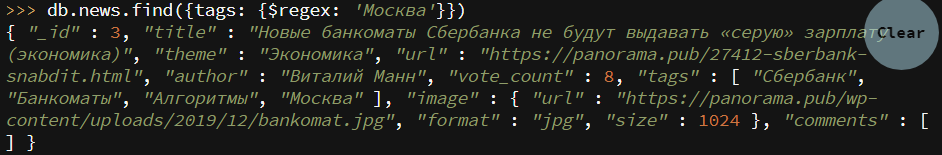 >>> db.news.find({tags: {$regex: 'Москва'}})
{ "_id" : 3, "title" : "Новые банкоматы Сбербанка не будут выдавать «серую» зарплату Clear
(экономика)", "theme" : "Экономика", "url" : "https://panorama.pub/27412-sberbank-
snabdit.html", "author" : "Виталий Манн", "vote_count" : 8, "tags" : [ "Сбербанк",
"Банкоматы", "Алгоритмы", "Москва" ], "image" : { "url" : "https://panorama.pub/wp-
content/uploads/2019/12/bankomat.jpg", "format" : "jpg", "size" : 1024 }, "comments" : [
] }